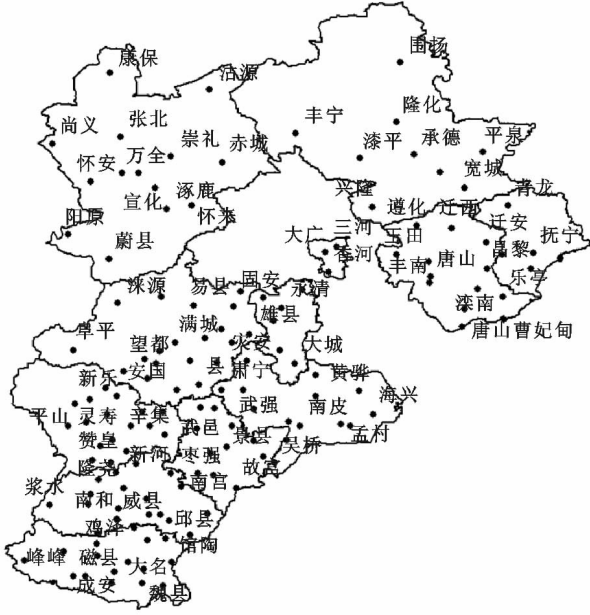 康保
沽源
围扬
尚义
张北
崇礼
赤城
丰宁
隆化
滦平
承德
平泉
宽城
怀安
万全
宣化
涿鹿
怀来
兴隆
遵化
迁西
青龙
阳原
蔚县
大广
三河
香河
玉田
丰南
唐山
迁安
昌黎
抚宁
乐亭
滦南
唐山曹妃甸
涞源
易县
固安
永清
雄县
阜平
望都
满城
文安
大城
安国
县
肃宁
黄骅
海兴
新乐
平山
灵寿
辛集
武邑
武强
南皮
孟村
吴桥
景县
赞皇
新河
枣强
故宫
隆尧
南宫
浆水
南和
威县
邱县
鸡泽
馆陶
峰峰
磁县
大名
成安
魏县